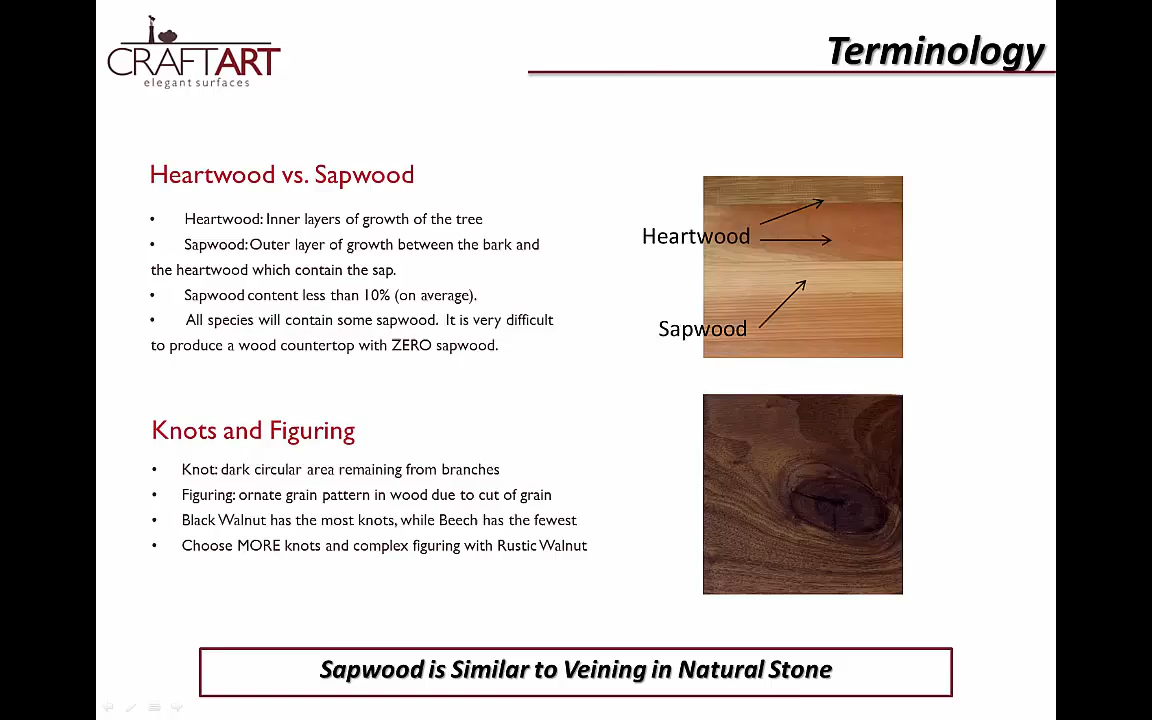 CRAFTART
elegant surfaces
Terminology
Heartwood vs. Sapwood
• Heartwood: Inner layers of growth of the tree
• Sapwood: Outer layer of growth between the bark and
the heartwood which contain the sap.
• Sapwood content less than 10% (on average).
• All species will contain some sapwood. It is very difficult
to produce a wood countertop with ZERO sapwood.
Heartwood
Sapwood
Knots and Figuring
• Knot: dark circular area remaining from branches
• Figuring: ornate grain pattern in wood due to cut of grain
• Black Walnut has the most knots, while Beech has the fewest
• Choose MORE knots and complex figuring with Rustic Walnut
Sapwood is Similar to Veining in Natural Stone